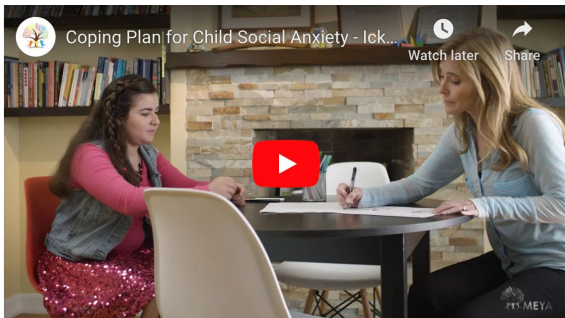 Coping Plan for Child Social Anxiety - Ick...
Watch later
Share
MEYA